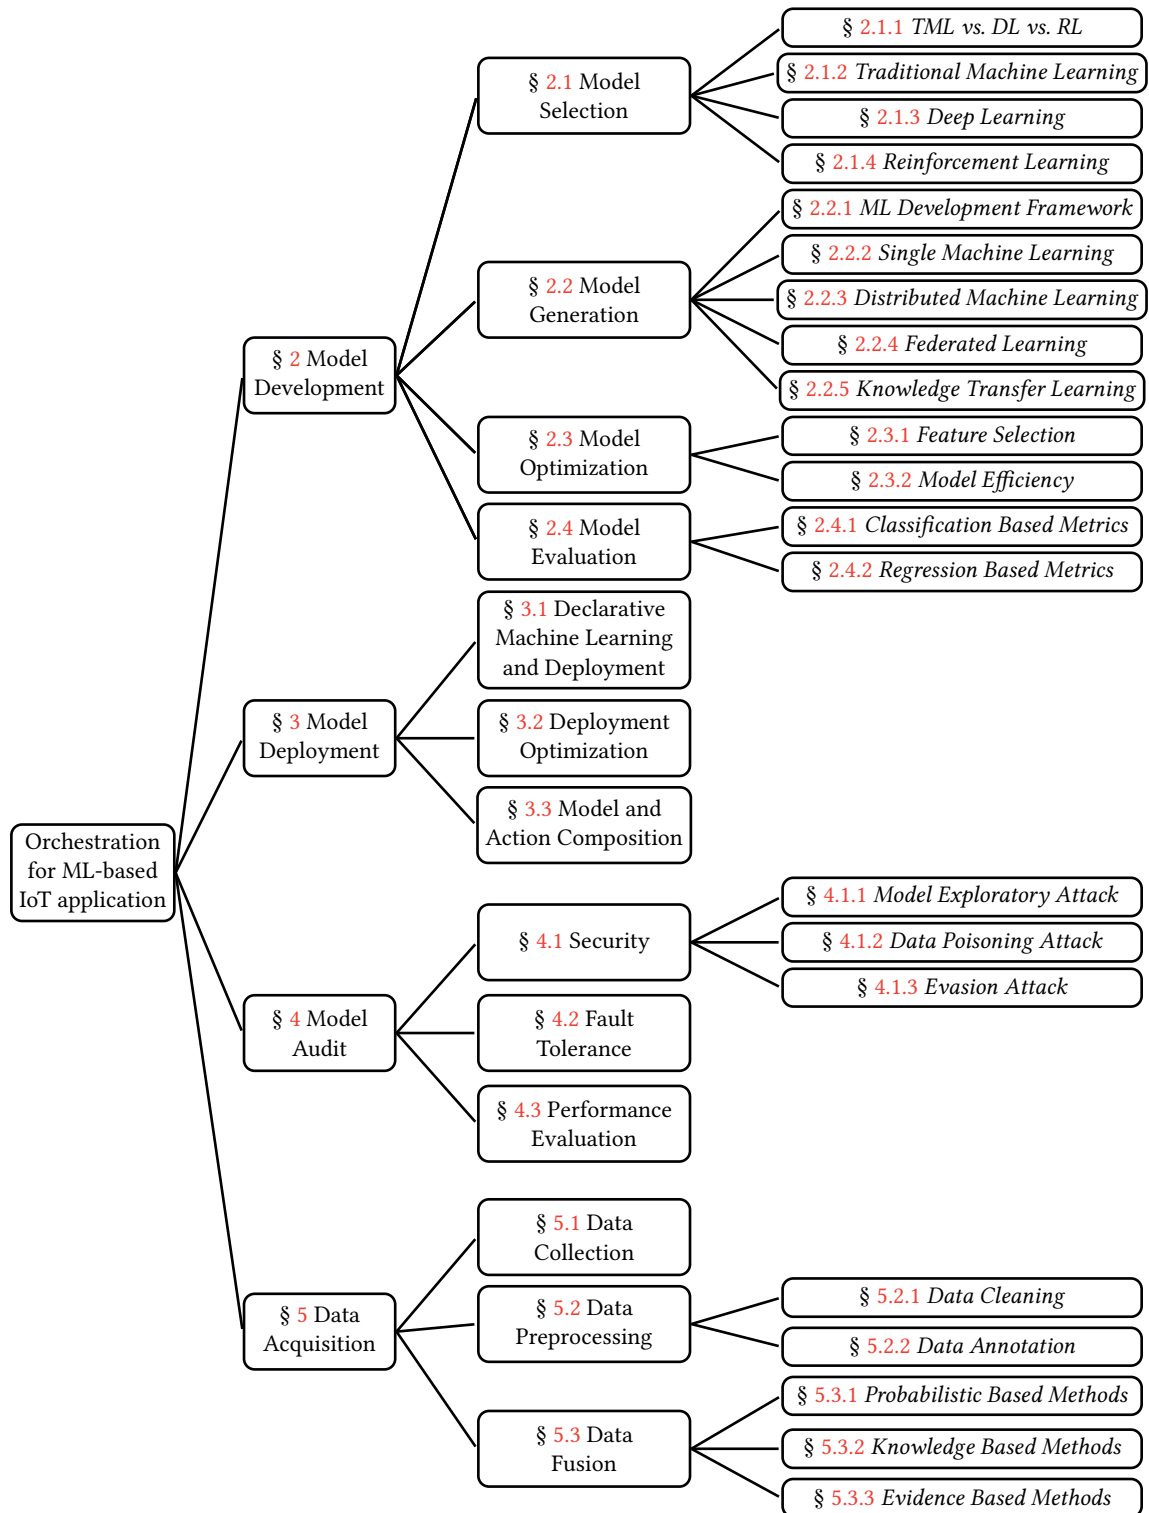 Orchestration
for ML-based
IoT application
§ 2 Model
Development
§ 2.1 Model
Selection
§ 2.1.1 TML vs. DL vs. RL
§ 2.1.2 Traditional Machine Learning
§ 2.1.3 Deep Learning
§ 2.1.4 Reinforcement Learning
§ 2.2 Model
Generation
§ 2.2.1 ML Development Framework
§ 2.2.2 Single Machine Learning
§ 2.2.3 Distributed Machine Learning
§ 2.2.4 Federated Learning
§ 2.2.5 Knowledge Transfer Learning
§ 2.3 Model
Optimization
§ 2.3.1 Feature Selection
§ 2.3.2 Model Efficiency
§ 2.4 Model
Evaluation
§ 2.4.1 Classification Based Metrics
§ 2.4.2 Regression Based Metrics
§ 3 Model
Deployment
§ 3.1 Declarative
Machine Learning
and Deployment
§ 3.2 Deployment
Optimization
§ 3.3 Model and
Action Composition
§ 4 Model
Audit
§ 4.1 Security
§ 4.1.1 Model Exploratory Attack
§ 4.1.2 Data Poisoning Attack
§ 4.1.3 Evasion Attack
§ 4.2 Fault
Tolerance
§ 4.3 Performance
Evaluation
§ 5 Data
Acquisition
§ 5.1 Data
Collection
§ 5.2 Data
Preprocessing
§ 5.2.1 Data Cleaning
§ 5.2.2 Data Annotation
§ 5.3 Data
Fusion
§ 5.3.1 Probabilistic Based Methods
§ 5.3.2 Knowledge Based Methods
§ 5.3.3 Evidence Based Methods